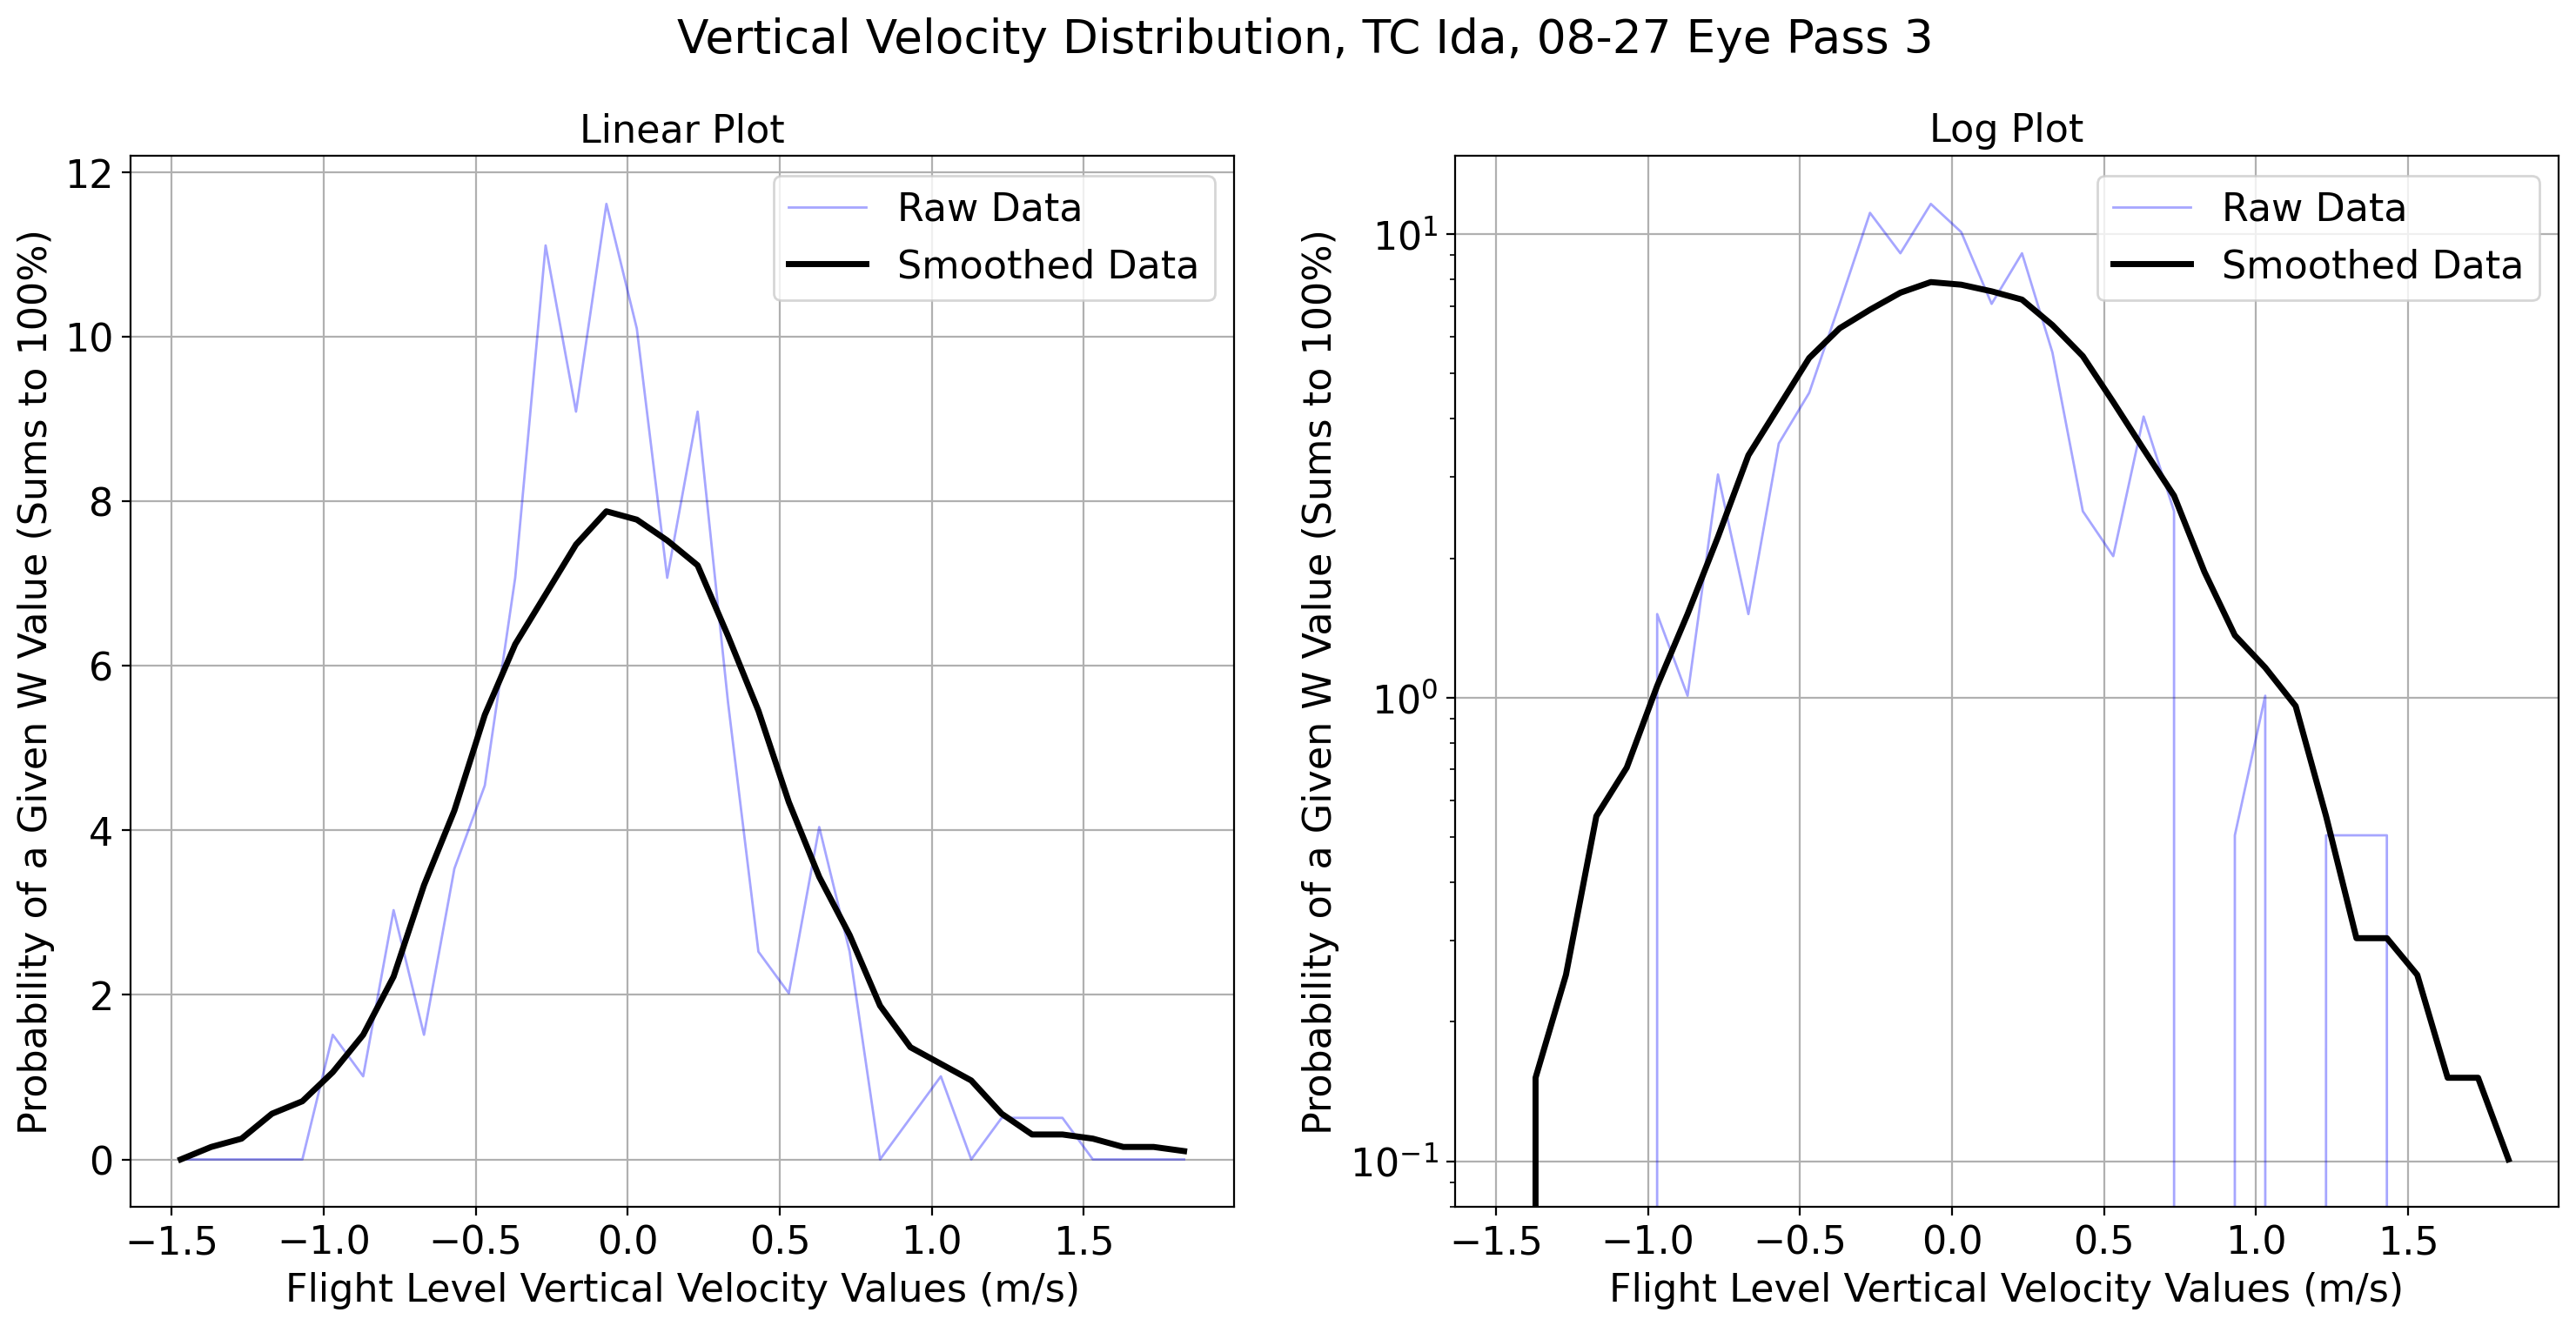 Vertical Velocity Distribution, TC Ida, 08-27 Eye Pass 3
Linear Plot
Probability of a Given W Value (Sums to 100%)
12
10
8
6
4
2
0
Raw Data
Smoothed Data
−1.5 −1.0 −0.5 0.0 0.5 1.0 1.5
Flight Level Vertical Velocity Values (m/s)
Log Plot
Probability of a Given W Value (Sums to 100%)
10¹
10⁰
10⁻¹
Raw Data
Smoothed Data
−1.5 −1.0 −0.5 0.0 0.5 1.0 1.5
Flight Level Vertical Velocity Values (m/s)